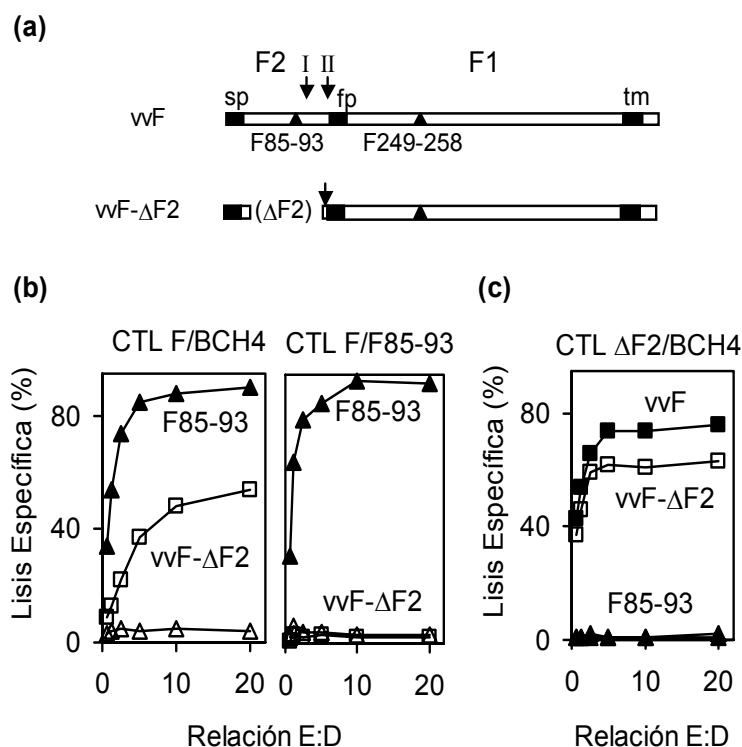 (a)
F2 I II F1
sp fp tm
vvF
F85-93 F249-258
vvF-ΔF2 (ΔF2)
(b) (c)
CTL F/BCH4 CTL F/F85-93 CTL ΔF2/BCH4
Lisis Específica (%)
80
40
0
F85-93
vvF-ΔF2
0 10 20
F85-93
vvF-ΔF2
0 10 20
Relación E:D
Lisis Específica (%)
80
40
0
vvF
vvF-ΔF2
F85-93
0 10 20
Relación E:D